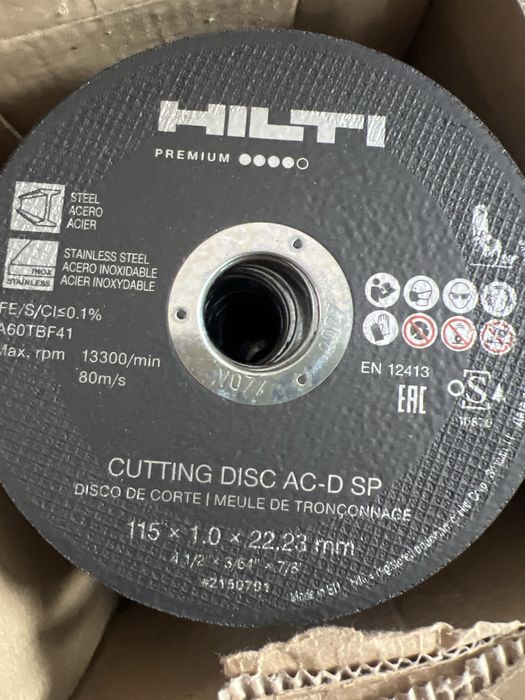 HILTI
PREMIUM
STEEL
ACERO
ACIER
INOX
STAINLESS
STAINLESS STEEL
ACERO INOXIDABLE
ACIER INOXYDABLE
FE/S/Cl≤0.1%
A60TBF41
Max. rpm 13300/min
80m/s
V07/
2027
EN 12413
EAC
S
CUTTING DISC AC-D SP
DISCO DE CORTE | MEULE DE TRONÇONNAGE
115 × 1.0 × 22.23 mm
4 1/2" × 3/64" × 7/8"
#2150791
Made in